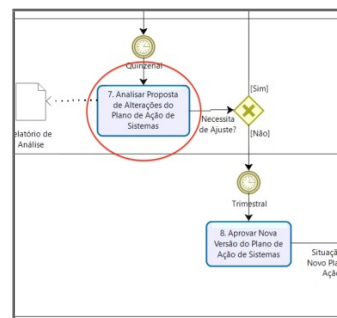 Quinzenal
7. Analisar Proposta
de Alterações do
Plano de Ação de
Sistemas
[Sim]
Necessita
de Ajuste?
[Não]
elatório de
Análise
Trimestral
8. Aprovar Nova
Versão do Plano de
Ação de Sistemas
Situaçã
Novo Pla
Açã